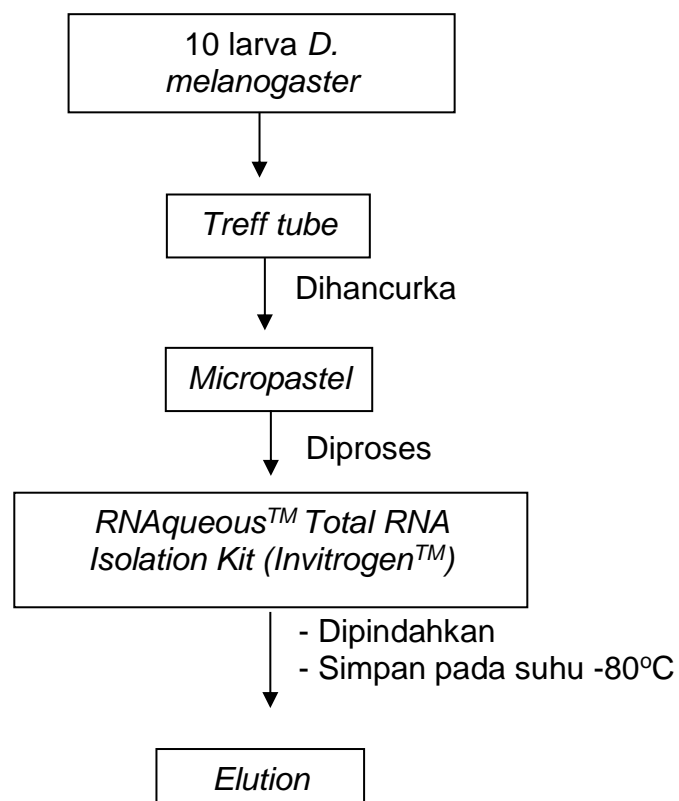 10 larva D.
melanogaster
Treff tube
Dihancurka
Micropastel
Diproses
RNAqueousTM Total RNA
Isolation Kit (InvitrogenTM)
- Dipindahkan
- Simpan pada suhu -80oC
Elution